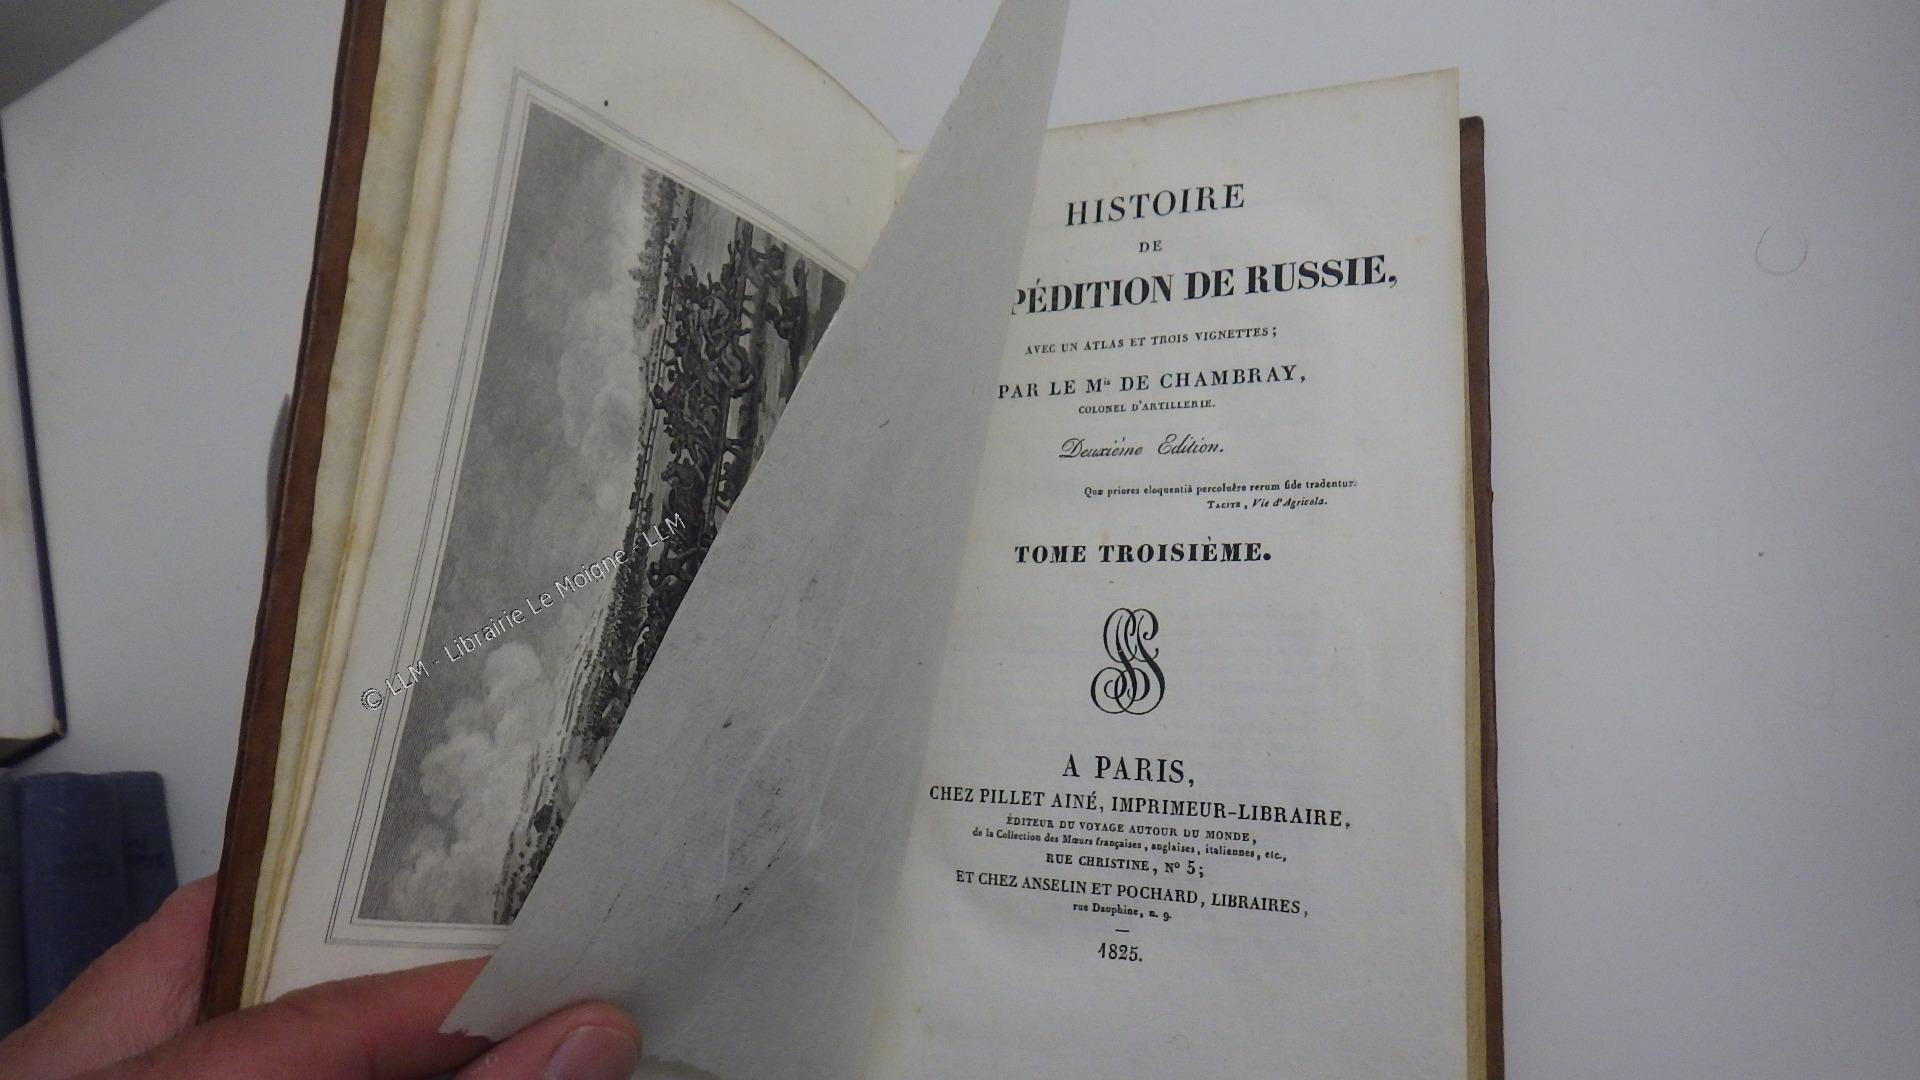 HISTOIRE
DE
PÉDITION DE RUSSIE,
AVEC UN ATLAS ET TROIS VIGNETTES;
PAR LE Mis DE CHAMBRAY,
COLONEL D'ARTILLERIE.
Deuxième Edition.
Quæ priores eloquentiâ percoluêre rerum fide tradentur.
TACITE, Vie d'Agricola.
TOME TROISIÈME.
A PARIS,
CHEZ PILLET AINÉ, IMPRIMEUR-LIBRAIRE,
ÉDITEUR DU VOYAGE AUTOUR DU MONDE,
de la Collection des Mœurs françaises, anglaises, italiennes, etc.,
RUE CHRISTINE, N° 5;
ET CHEZ ANSELIN ET POCHARD, LIBRAIRES,
rue Dauphine, n. 9.
1825.
© LLM - Librairie Le Moigne - LLM